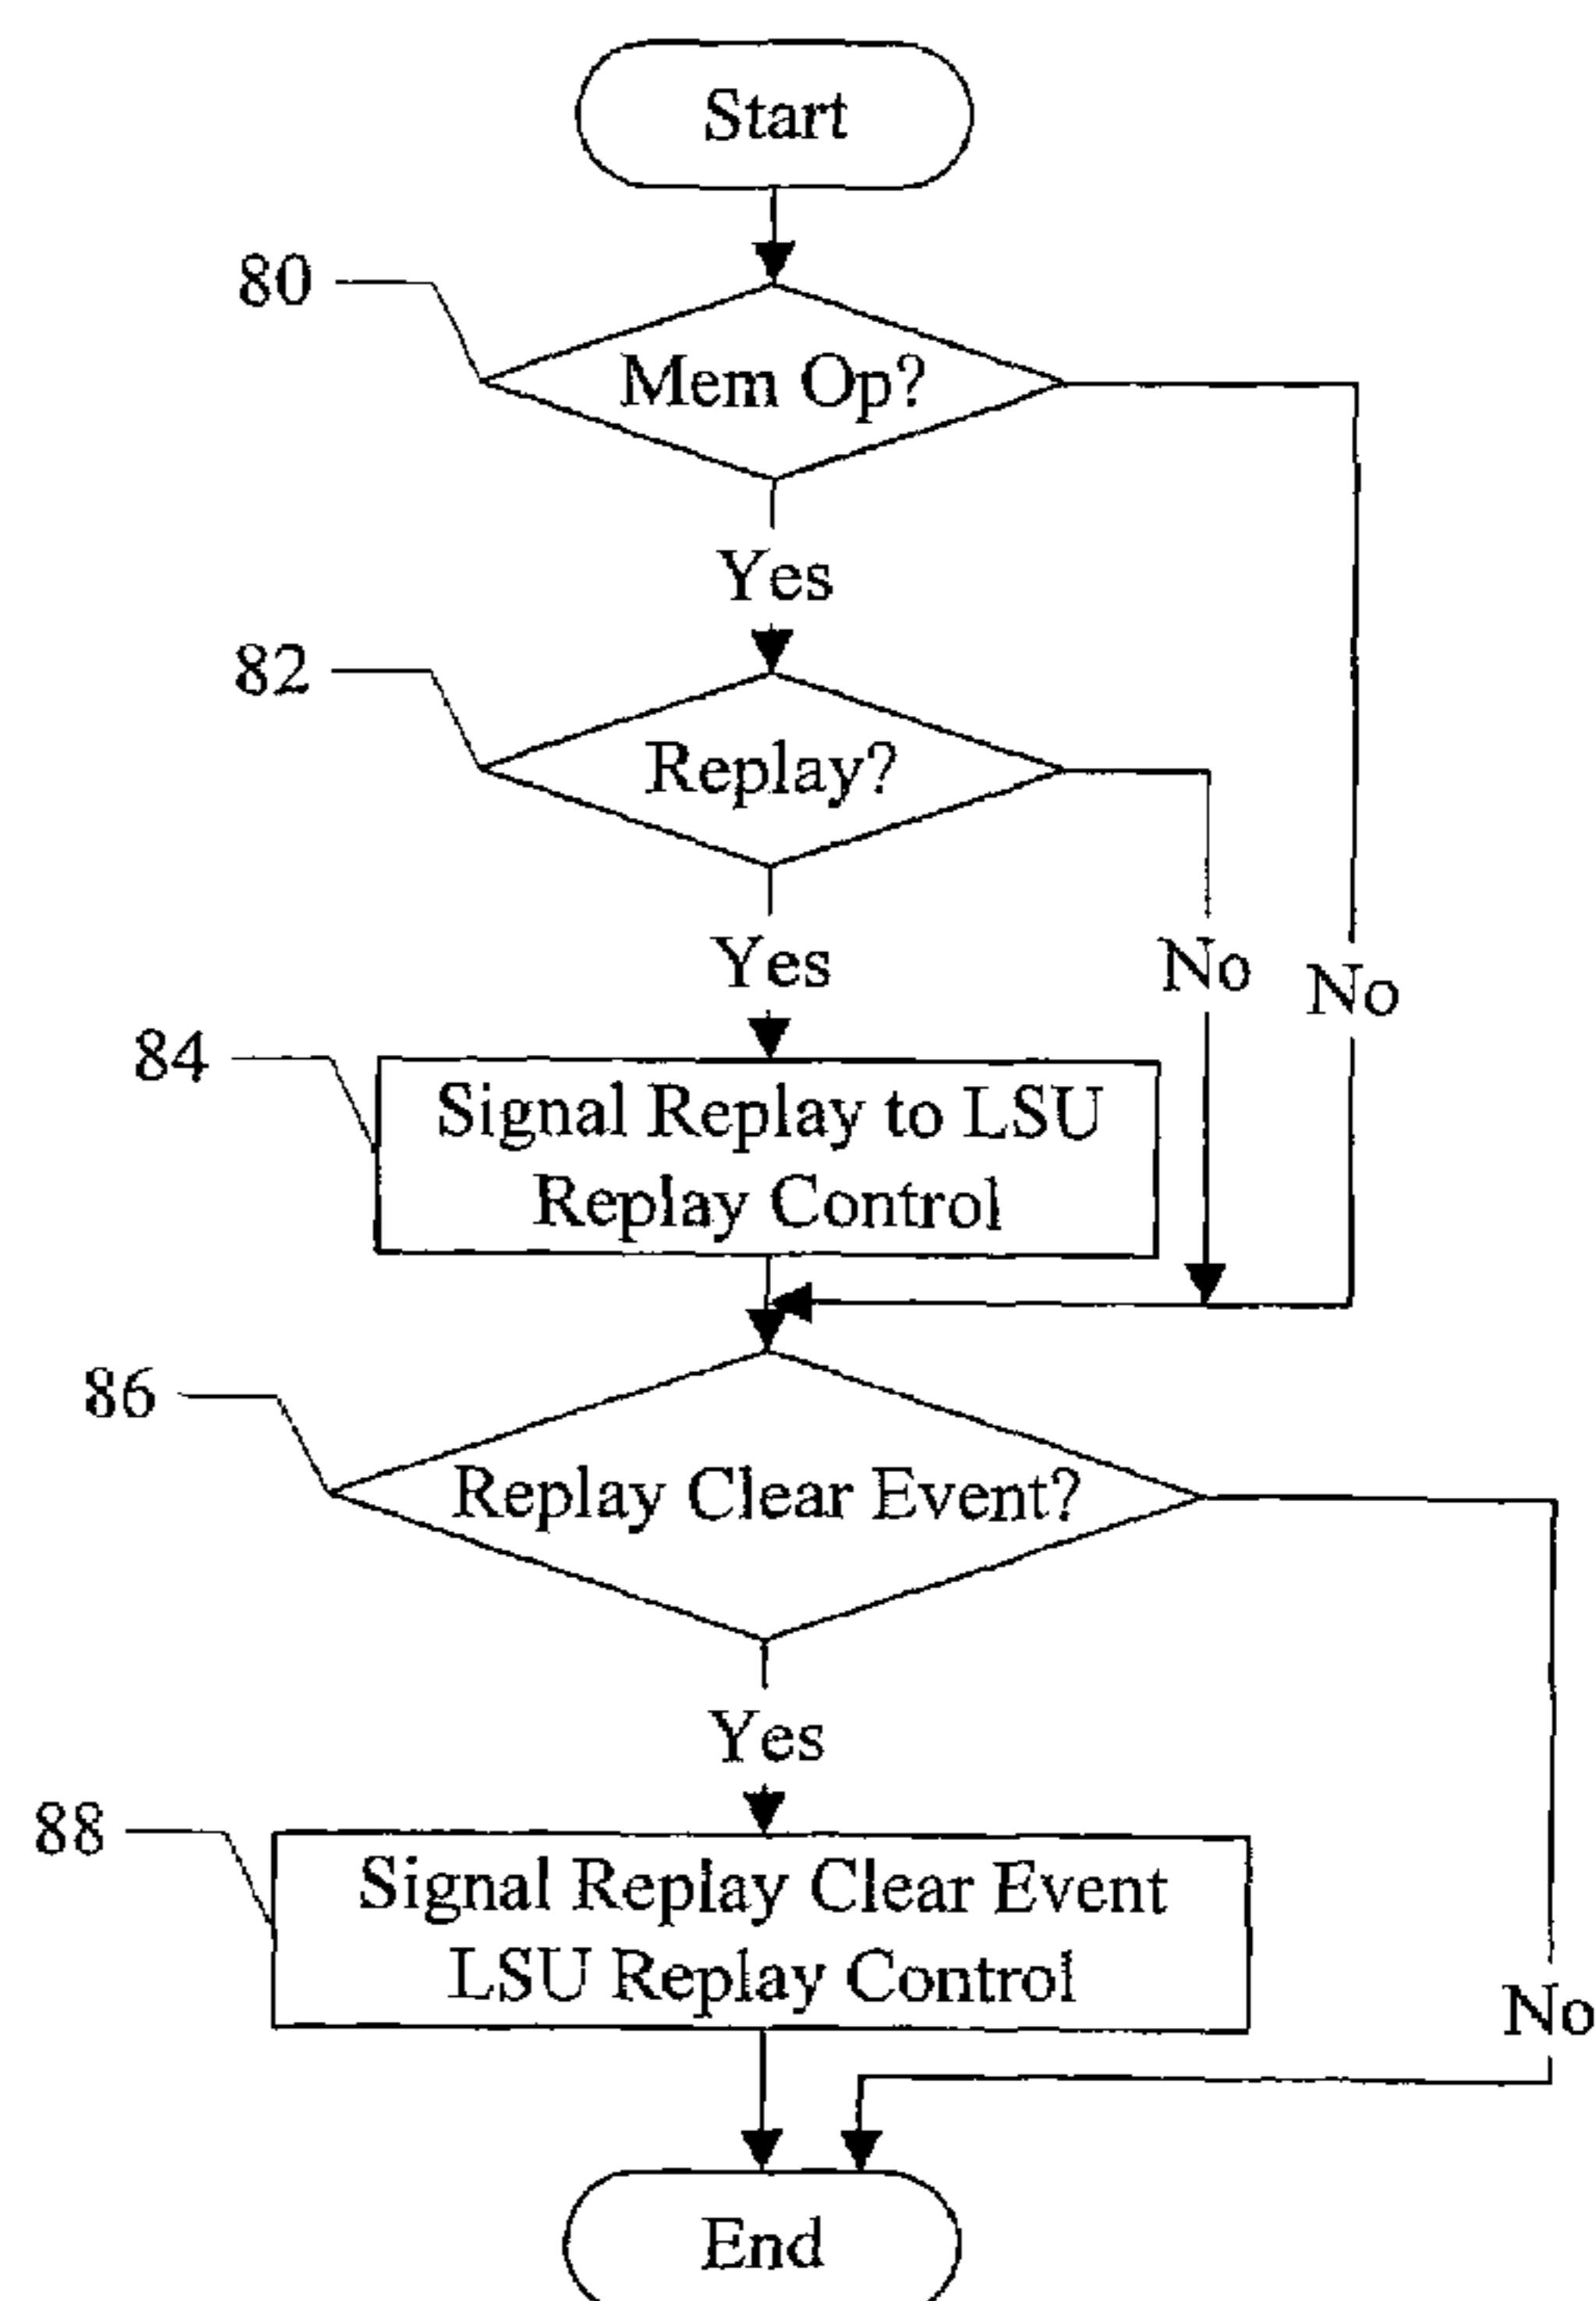 Start
80
Mem Op?
Yes
82
Replay?
Yes
No
No
84
Signal Replay to LSU
Replay Control
86
Replay Clear Event?
Yes
88
Signal Replay Clear Event
LSU Replay Control
No
End